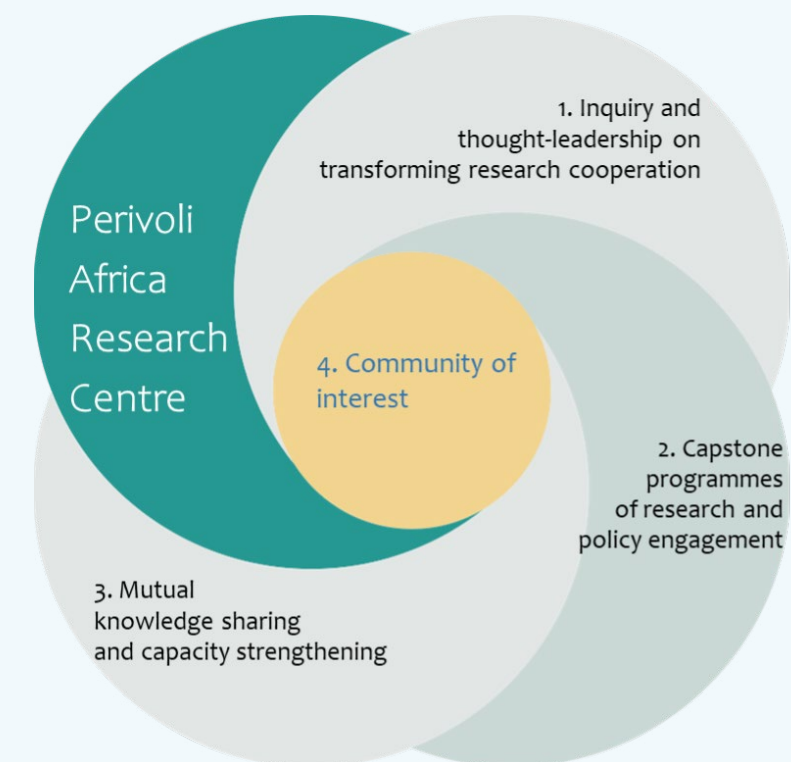 1. Inquiry and
thought-leadership on
transforming research cooperation
Perivoli
Africa
Research
Centre
4. Community of
interest
2. Capstone
programmes
of research and
policy engagement
3. Mutual
knowledge sharing
and capacity strengthening